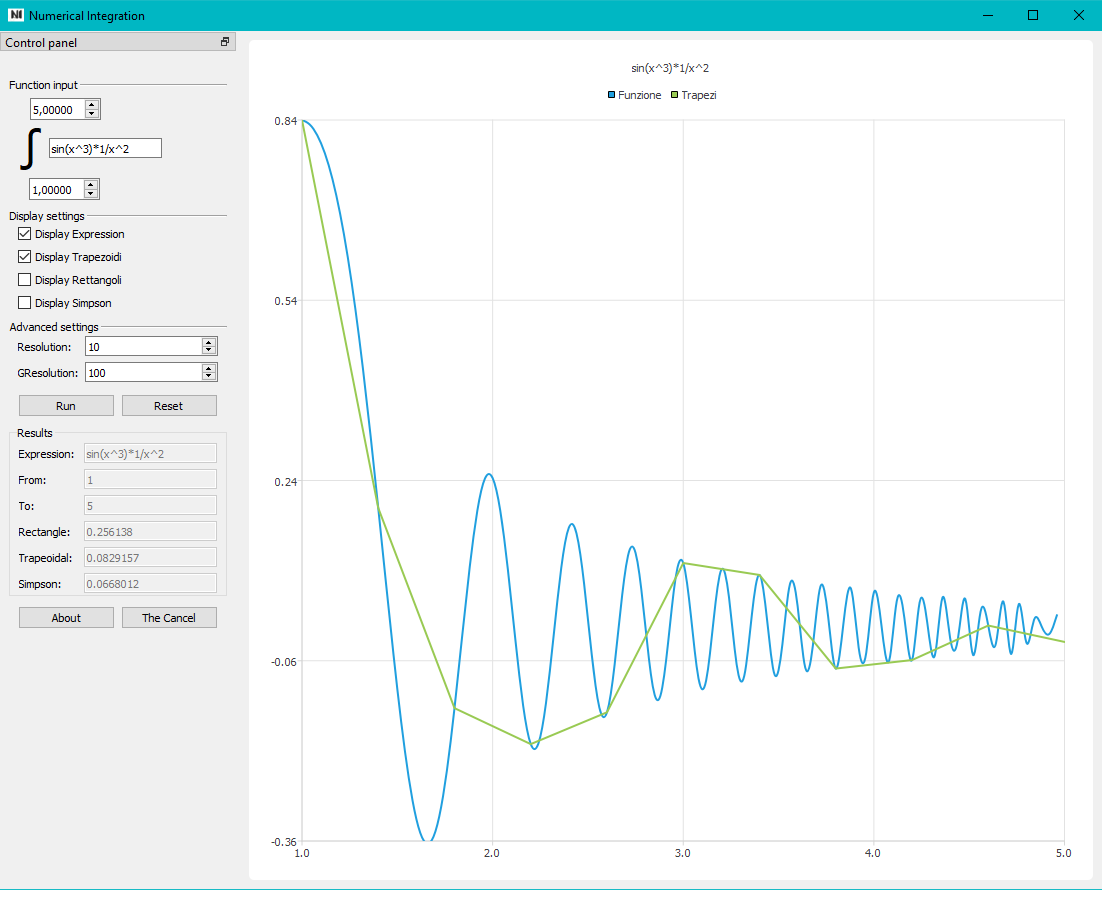 NI Numerical Integration
Control panel
Function input
5,00000
∫ sin(x^3)*1/x^2
1,00000
Display settings
Display Expression
Display Trapezoidi
Display Rettangoli
Display Simpson
Advanced settings
Resolution: 10
GResolution: 100
Run Reset
Results
Expression: sin(x^3)*1/x^2
From: 1
To: 5
Rectangle: 0.256138
Trapeoidal: 0.0829157
Simpson: 0.0668012
About The Cancel
sin(x^3)*1/x^2
Funzione Trapezi
0.84
0.54
0.24
-0.06
-0.36
1.0 2.0 3.0 4.0 5.0